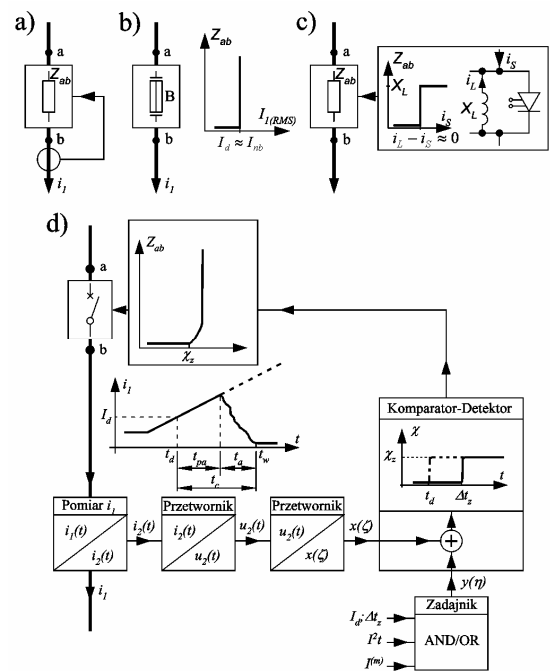 a)
a
Z_ab
b
i_1
b)
a
B
b
i_1
Z_ab
I_1(RMS)
I_d ≈ I_nb
c)
a
Z_ab
b
i_1
Z_ab
X_L
i_S
i_L – i_S ≈ 0
i_S
i_L
X_L
d)
a
b
Z_ab
χ_z
i_1
I_d
t
t_d
t_pa
t_a
t_w
t_c
Komparator-Detektor
χ
χ_z
t
t_d
Δt_z
Pomiar i_1
i_1(t)
i_2(t)
i_2(t)
Przetwornik
i_2(t)
u_2(t)
u_2(t)
Przetwornik
u_2(t)
x(ζ)
x(ζ)
+
y(η)
i_1
Zadajnik
AND/OR
I_d; Δt_z
I²t
I^(m)